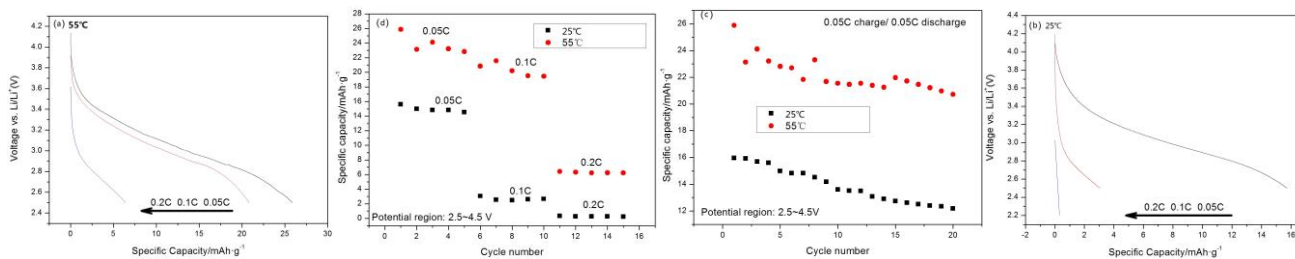 (a) 55℃
4.2
4.0
3.8
3.6
3.4
3.2
3.0
2.8
2.6
2.4
Voltage vs. Li/Li⁺(V)
0.2C 0.1C 0.05C
0 5 10 15 20 25 30
Specific Capacity/mAh·g⁻¹
(d)
28
26
24
22
20
18
16
14
12
10
8
6
4
2
0
Specific capacity/mAh·g⁻¹
25℃
55℃
0.05C
0.1C
0.05C
0.2C
0.1C
0.2C
Potential region: 2.5~4.5 V
0 2 4 6 8 10 12 14 16
Cycle number
(c)
0.05C charge/ 0.05C discharge
26
24
22
20
18
16
14
12
Specific capacity/mAh·g⁻¹
25℃
55℃
Potential region: 2.5~4.5V
0 5 10 15 20
Cycle number
(b) 25℃
4.4
4.2
4.0
3.8
3.6
3.4
3.2
3.0
2.8
2.6
2.4
2.2
Voltage vs. Li/Li⁺(V)
0.2C 0.1C 0.05C
0 2 4 6 8 10 12 14 16
Specific Capacity/mAh·g⁻¹